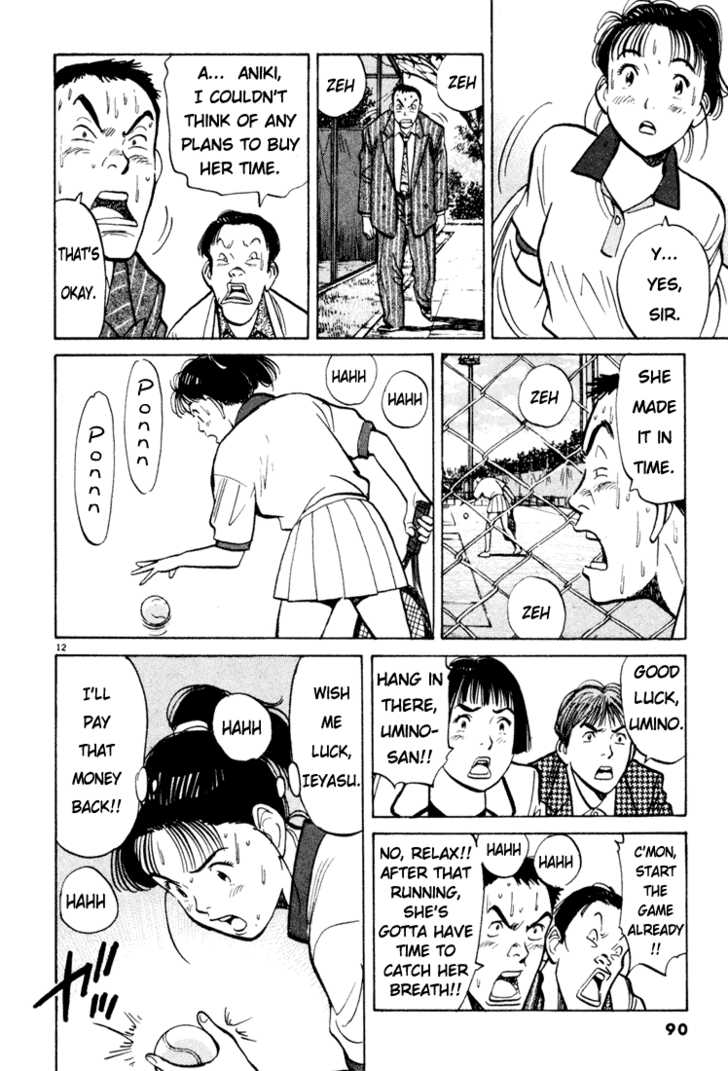 Y...
YES,
SIR.
ZEH
ZEH
A... ANIKI,
I COULDN'T
THINK OF ANY
PLANS TO BUY
HER TIME.
THAT'S
OKAY.
SHE
MADE
IT IN
TIME.
ZEH
ZEH
ZEH
HAHH
HAHH
Ponnn
Ponnn
12
GOOD
LUCK,
UMINO.
HANG IN
THERE,
UMINO-
SAN!!
C'MON,
START
THE
GAME
ALREADY
!!
HAHH
HAHH
NO, RELAX!!
AFTER THAT
RUNNING,
SHE'S
GOTTA HAVE
TIME TO
CATCH HER
BREATH!!
WISH
ME
LUCK,
IEYASU.
HAHH
I'LL
PAY
THAT
MONEY
BACK!!
HAHH
ガッ
90